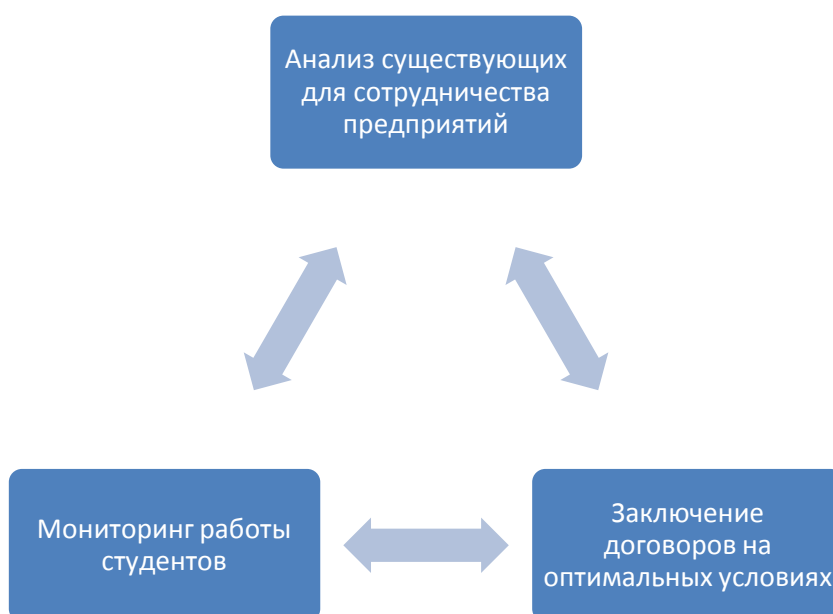 Анализ существующих
для сотрудничества
предприятий
Мониторинг работы
студентов
Заключение
договоров на
оптимальных условиях